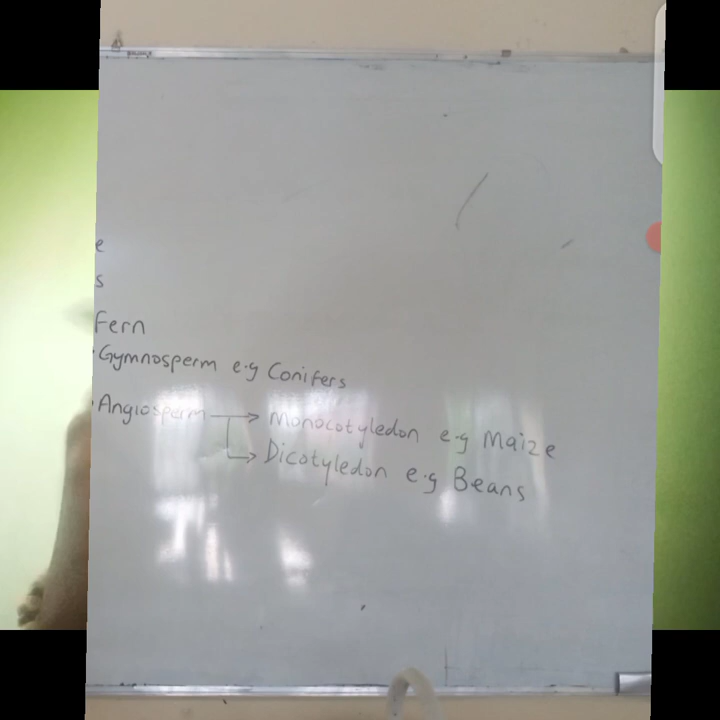 e
s
Fern
·Gymnosperm e.g Conifers
·Angiosperm → Monocotyledon e.g Maize
→ Dicotyledon e.g Beans